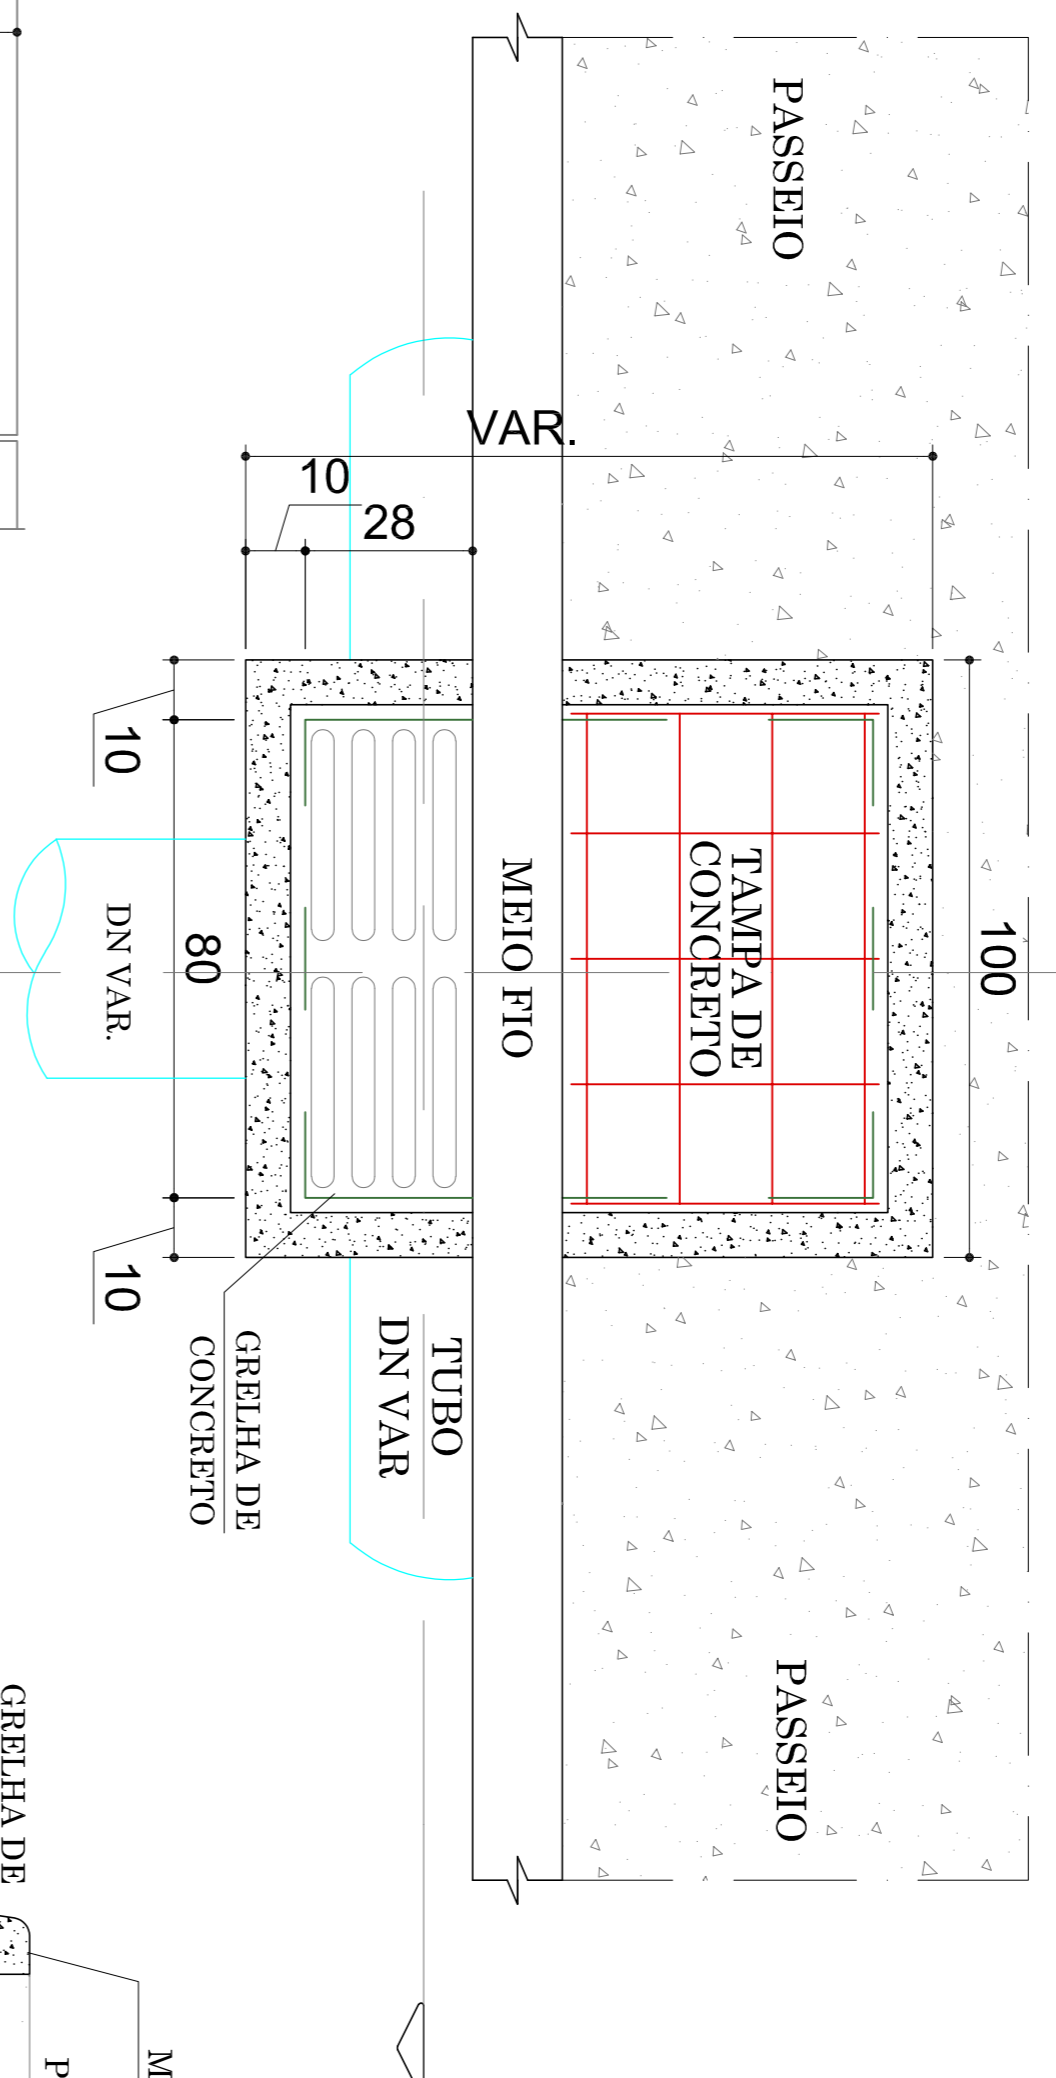 PASSEIO
VAR.
10
28
10
80
10
100
DN VAR.
MEIO FIO
TAMPA DE
CONCRETO
TUBO
DN VAR
GRELHA DE
CONCRETO
PASSEIO
GRELHA DE
M
P